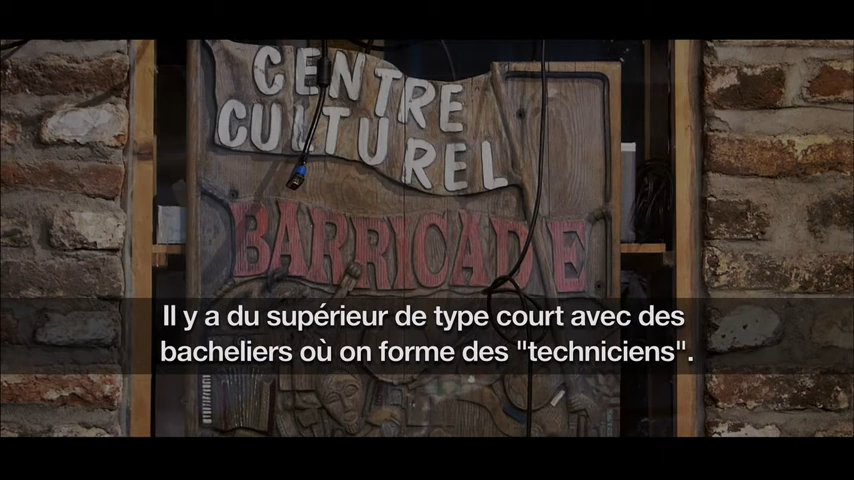 CENTRE
CULTUREL
BARRICADE
Il y a du supérieur de type court avec des
bacheliers où on forme des "techniciens".